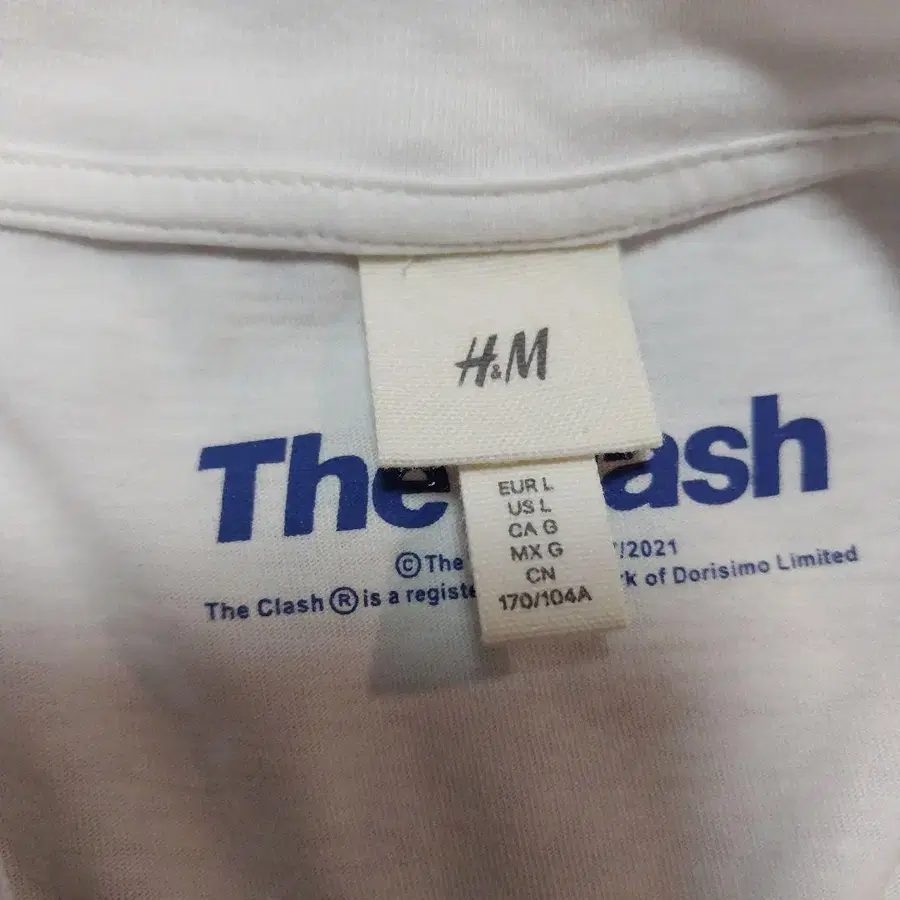 H&M
The ash
EUR L
US L
CA G
MX G
CN
170/104A
©The /2021
The Clash ® is a registe k of Dorisimo Limited